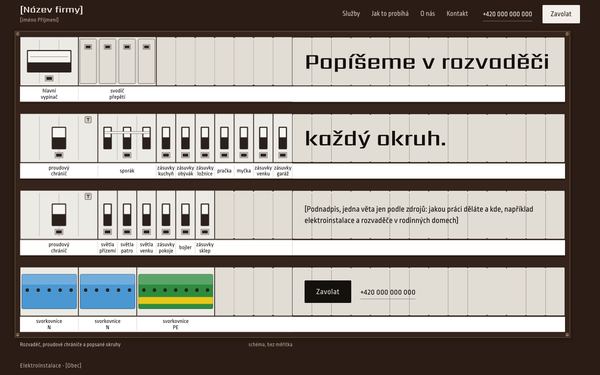 [Název firmy]
[Jméno Příjmení]
Služby Jak to probíhá O nás Kontakt +420 000 000 000 Zavolat
Popíšeme v rozvaděči
hlavní vypínač
svodič přepětí
každý okruh.
T
proudový chránič
sporák
zásuvky kuchyň
zásuvky obývák
zásuvky ložnice
pračka
myčka
zásuvky venku
zásuvky garáž
[Podnadpis, jedna věta jen podle zdrojů: jakou práci děláte a kde, například
elektroinstalace a rozvaděče v rodinných domech]
T
proudový chránič
světla přízemí
světla patro
světla venku
zásuvky pokoje
bojler
zásuvky sklep
Zavolat +420 000 000 000
svorkovnice N
svorkovnice N
svorkovnice PE
Rozvaděč, proudové chrániče a popsané okruhy
schéma, bez měřítka
Elektroinstalace · [Obec]